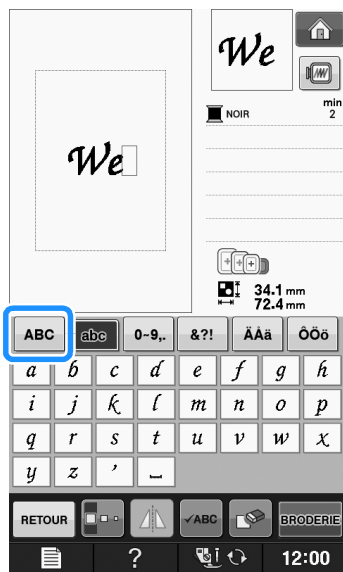 We
min
NOIR 2
We
34.1 mm
72.4 mm
ABC abc 0~9,. &?! ÄÅä ÔÖö
a b c d e f g h
i j k l m n o p
q r s t u v w x
y z ’ ⎵
RETOUR ✓ABC BRODERIE
? 12:00